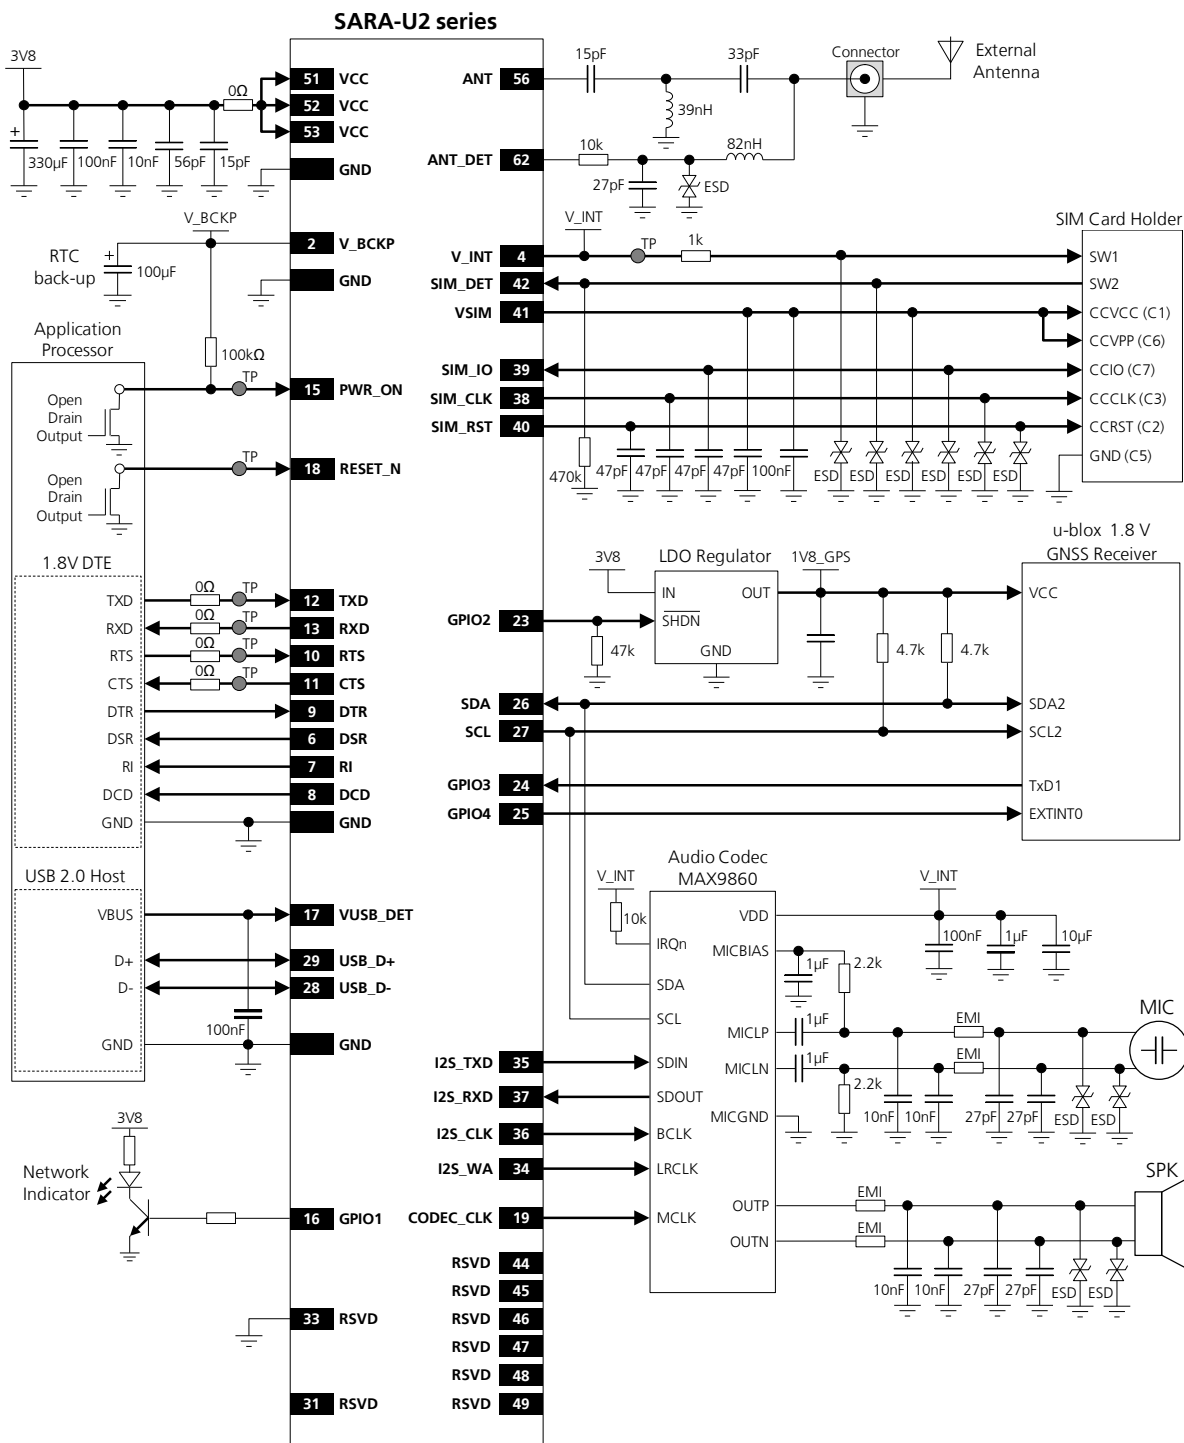 SARA-U2 series
3V8
0Ω
+
330µF
100nF
10nF
56pF
15pF
51 VCC
52 VCC
53 VCC
GND
V_BCKP
2 V_BCKP
GND
RTC
back-up
+
100µF
Application
Processor
100kΩ
TP
15 PWR_ON
Open
Drain
Output
TP
18 RESET_N
Open
Drain
Output
1.8V DTE
TXD 0Ω TP 12 TXD
RXD 0Ω TP 13 RXD
RTS 0Ω TP 10 RTS
CTS 0Ω TP 11 CTS
DTR 9 DTR
DSR 6 DSR
RI 7 RI
DCD 8 DCD
GND GND
USB 2.0 Host
VBUS 17 VUSB_DET
D+ 29 USB_D+
D- 28 USB_D-
100nF
GND GND
3V8
Network
Indicator
16 GPIO1
33 RSVD
31 RSVD
ANT 56
15pF
33pF
Connector
External
Antenna
39nH
82nH
ANT_DET 62
10k
27pF
ESD
V_INT
SIM Card Holder
V_INT 4 TP 1k SW1
SIM_DET 42 SW2
VSIM 41 CCVCC (C1)
CCVPP (C6)
SIM_IO 39 CCIO (C7)
SIM_CLK 38 CCCLK (C3)
SIM_RST 40 CCRST (C2)
GND (C5)
470k
47pF
47pF
47pF
47pF
100nF
ESD
ESD
ESD
ESD
ESD
ESD
u-blox 1.8 V
GNSS Receiver
3V8
LDO Regulator
1V8_GPS
IN
OUT
VCC
GPIO2 23
SHDN
GND
47k
4.7k
4.7k
SDA 26 SDA2
SCL 27 SCL2
GPIO3 24 TxD1
GPIO4 25 EXTINT0
Audio Codec
MAX9860
V_INT
10k
IRQn
SDA
SCL
VDD
V_INT
100nF
1µF
10µF
MICBIAS
1µF
2.2k
MICLP
1µF
EMI
MIC
MICLN
1µF
EMI
2.2k
10nF
10nF
27pF
27pF
ESD
ESD
MICGND
I2S_TXD 35 SDIN
I2S_RXD 37 SDOUT
I2S_CLK 36 BCLK
I2S_WA 34 LRCLK
CODEC_CLK 19 MCLK
OUTP
EMI
SPK
OUTN
EMI
10nF
10nF
27pF
27pF
ESD
ESD
RSVD 44
RSVD 45
RSVD 46
RSVD 47
RSVD 48
RSVD 49